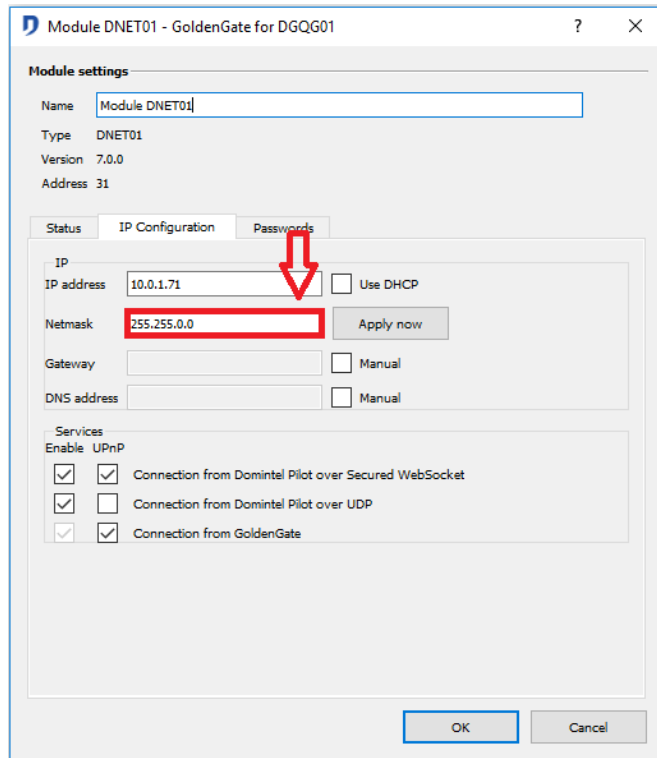 Module DNET01 - GoldenGate for DGQG01 ?
Module settings
Name Module DNET01
Type DNET01
Version 7.0.0
Address 31
Status IP Configuration Passwords
IP
IP address 10.0.1.71 Use DHCP
Netmask 255.255.0.0 Apply now
Gateway Manual
DNS address Manual
Services
Enable UPnP
Connection from Domintel Pilot over Secured WebSocket
Connection from Domintel Pilot over UDP
Connection from GoldenGate
OK Cancel